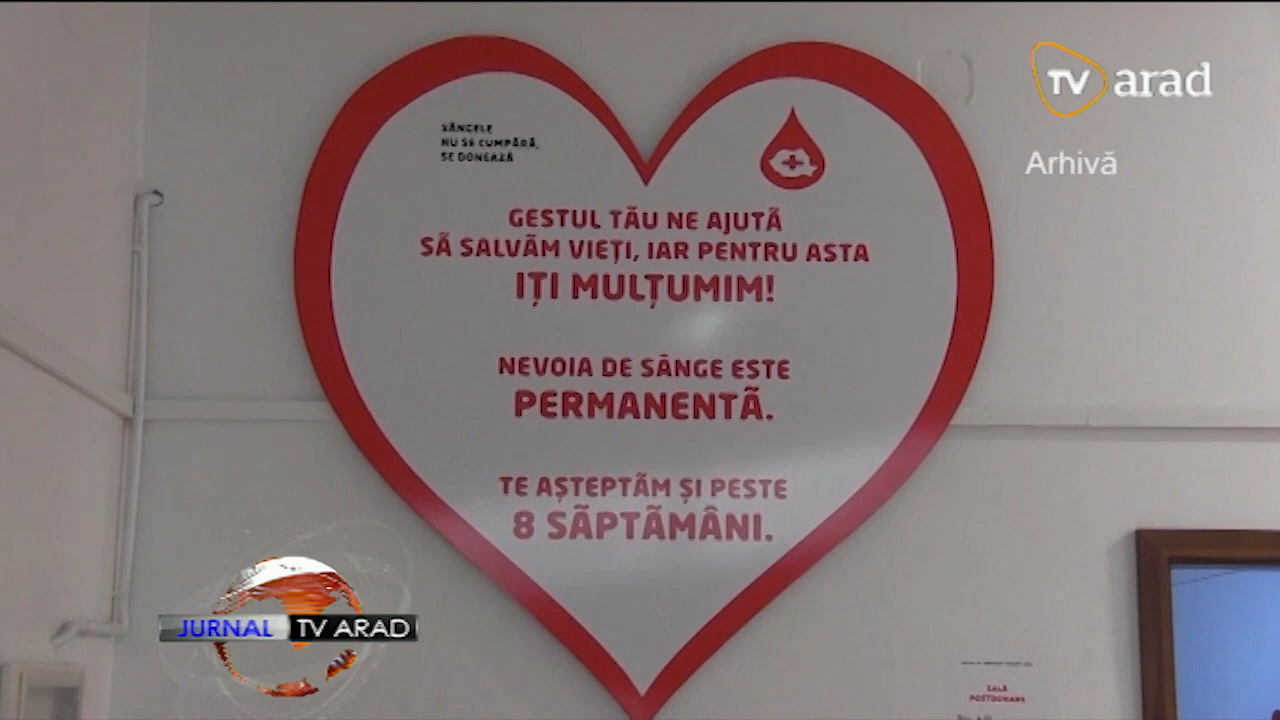 TV arad
Arhivă
SÂNGELE
NU SE CUMPĂRĂ,
SE DONEAZĂ
GESTUL TĂU NE AJUTĂ
SĂ SALVĂM VIEȚI, IAR PENTRU ASTA
IȚI MULȚUMIM!
NEVOIA DE SÂNGE ESTE
PERMANENTĂ.
TE AȘTEPTĂM ȘI PESTE
8 SĂPTĂMÂNI.
JURNAL TV ARAD
SALĂ
POSTDONARE